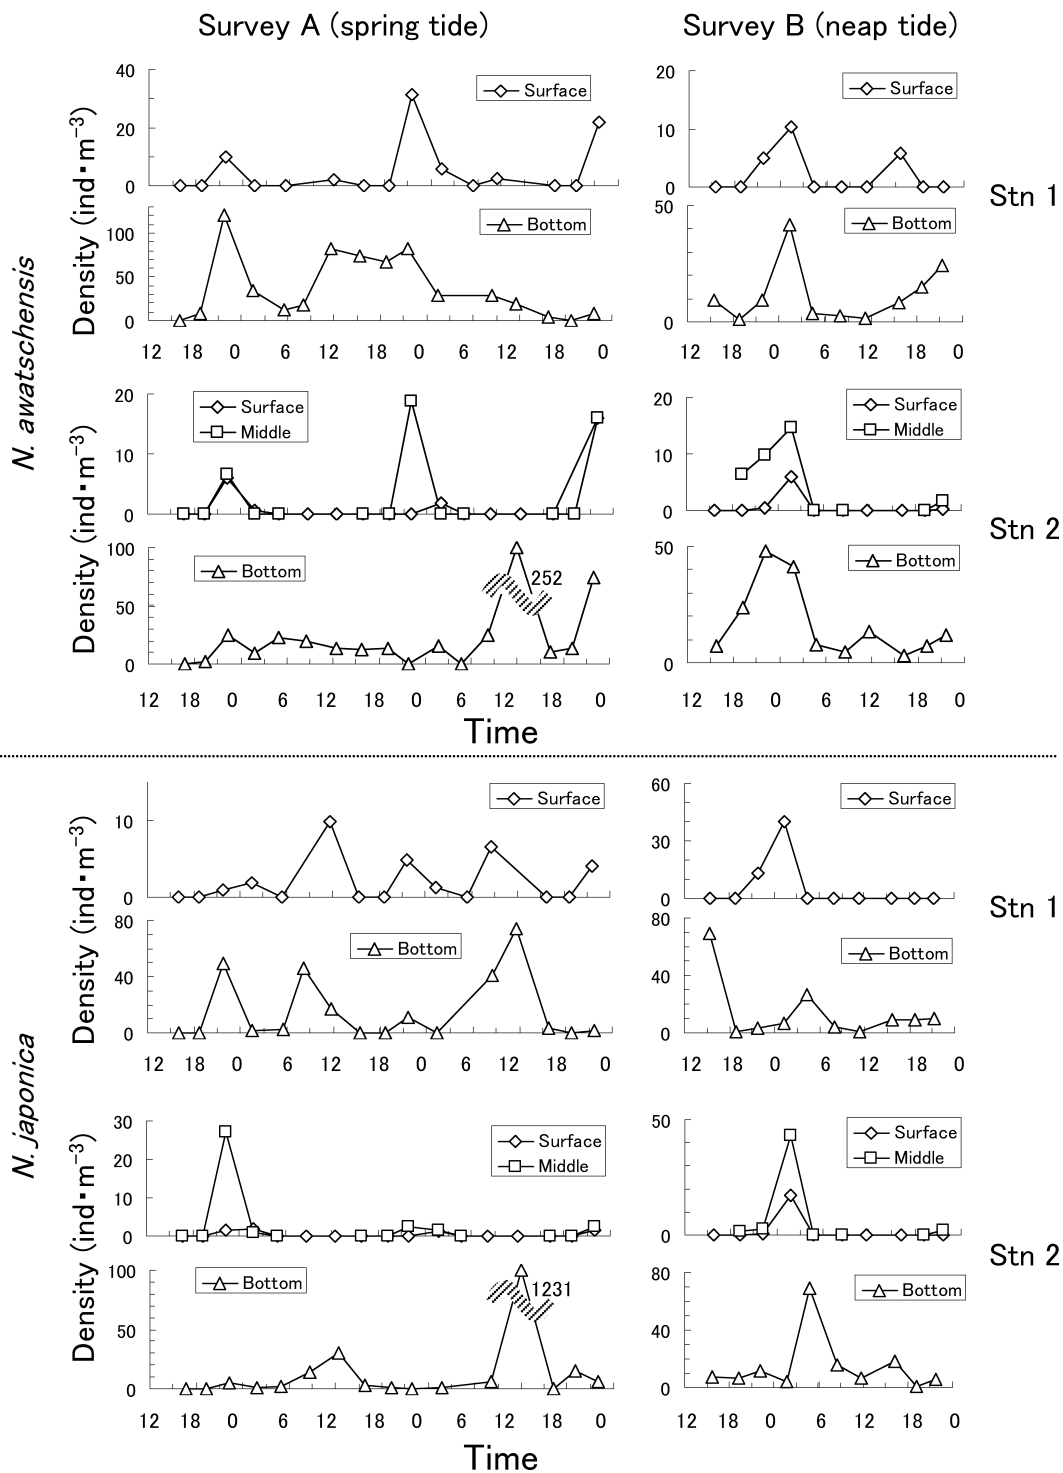 Survey A (spring tide)
Survey B (neap tide)
N. awatschensis
Density (ind・m⁻³)
40
20
0
Surface
100
50
0
Bottom
12 18 0 6 12 18 0 6 12 18 0
20
10
0
Surface
50
0
Bottom
12 18 0 6 12 18 0
Stn 1
Density (ind・m⁻³)
20
10
0
Surface
Middle
100
50
0
Bottom
252
12 18 0 6 12 18 0 6 12 18 0
20
10
0
Surface
Middle
50
0
Bottom
12 18 0 6 12 18 0
Stn 2
Time
N. japonica
Density (ind・m⁻³)
10
0
Surface
80
40
0
Bottom
12 18 0 6 12 18 0 6 12 18 0
60
30
0
Surface
80
40
0
Bottom
12 18 0 6 12 18 0
Stn 1
Density (ind・m⁻³)
30
20
10
0
Surface
Middle
100
50
0
Bottom
1231
12 18 0 6 12 18 0 6 12 18 0
50
0
Surface
Middle
80
40
0
Bottom
12 18 0 6 12 18 0
Stn 2
Time